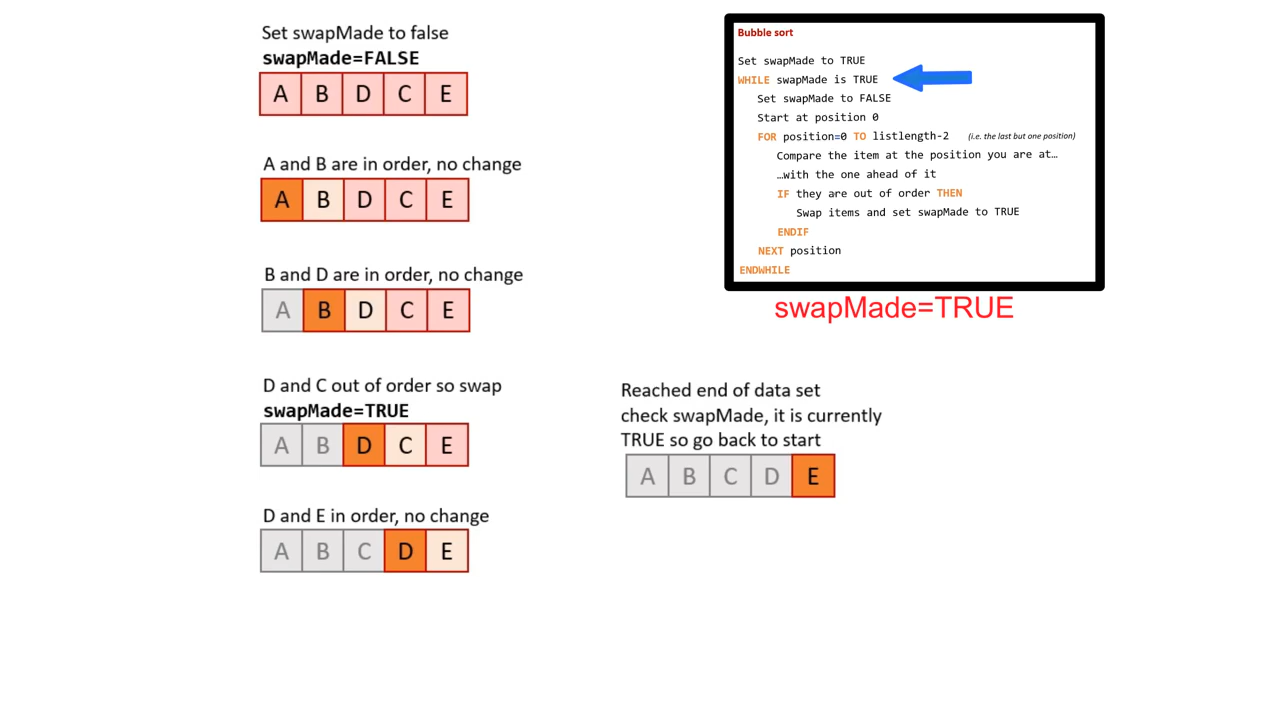 Set swapMade to false
swapMade=FALSE
A B D C E
A and B are in order, no change
A B D C E
B and D are in order, no change
A B D C E
D and C out of order so swap
swapMade=TRUE
A B D C E
D and E in order, no change
A B C D E
Bubble sort
Set swapMade to TRUE
WHILE swapMade is TRUE
Set swapMade to FALSE
Start at position 0
FOR position=0 TO listlength-2 (i.e. the last but one position)
Compare the item at the position you are at…
…with the one ahead of it
IF they are out of order THEN
Swap items and set swapMade to TRUE
ENDIF
NEXT position
ENDWHILE
swapMade=TRUE
Reached end of data set
check swapMade, it is currently
TRUE so go back to start
A B C D E